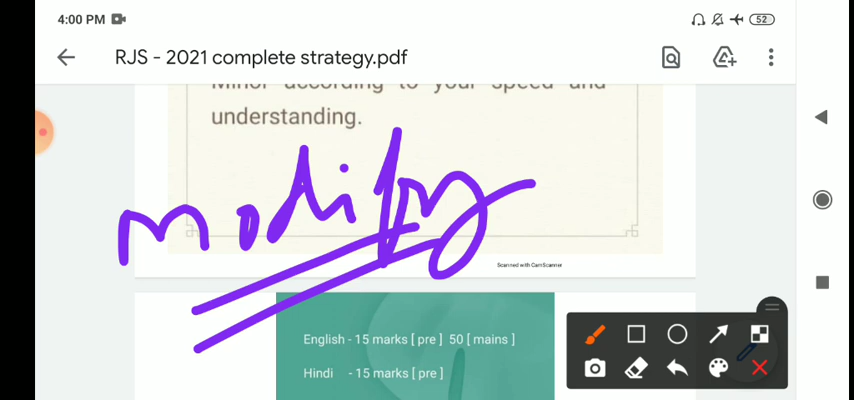 4:00 PM 52
RJS - 2021 complete strategy.pdf
Minor according to your speed and
understanding.
modify
Scanned with CamScanner
English - 15 marks [ pre ] 50 [ mains ]
Hindi - 15 marks [ pre ]